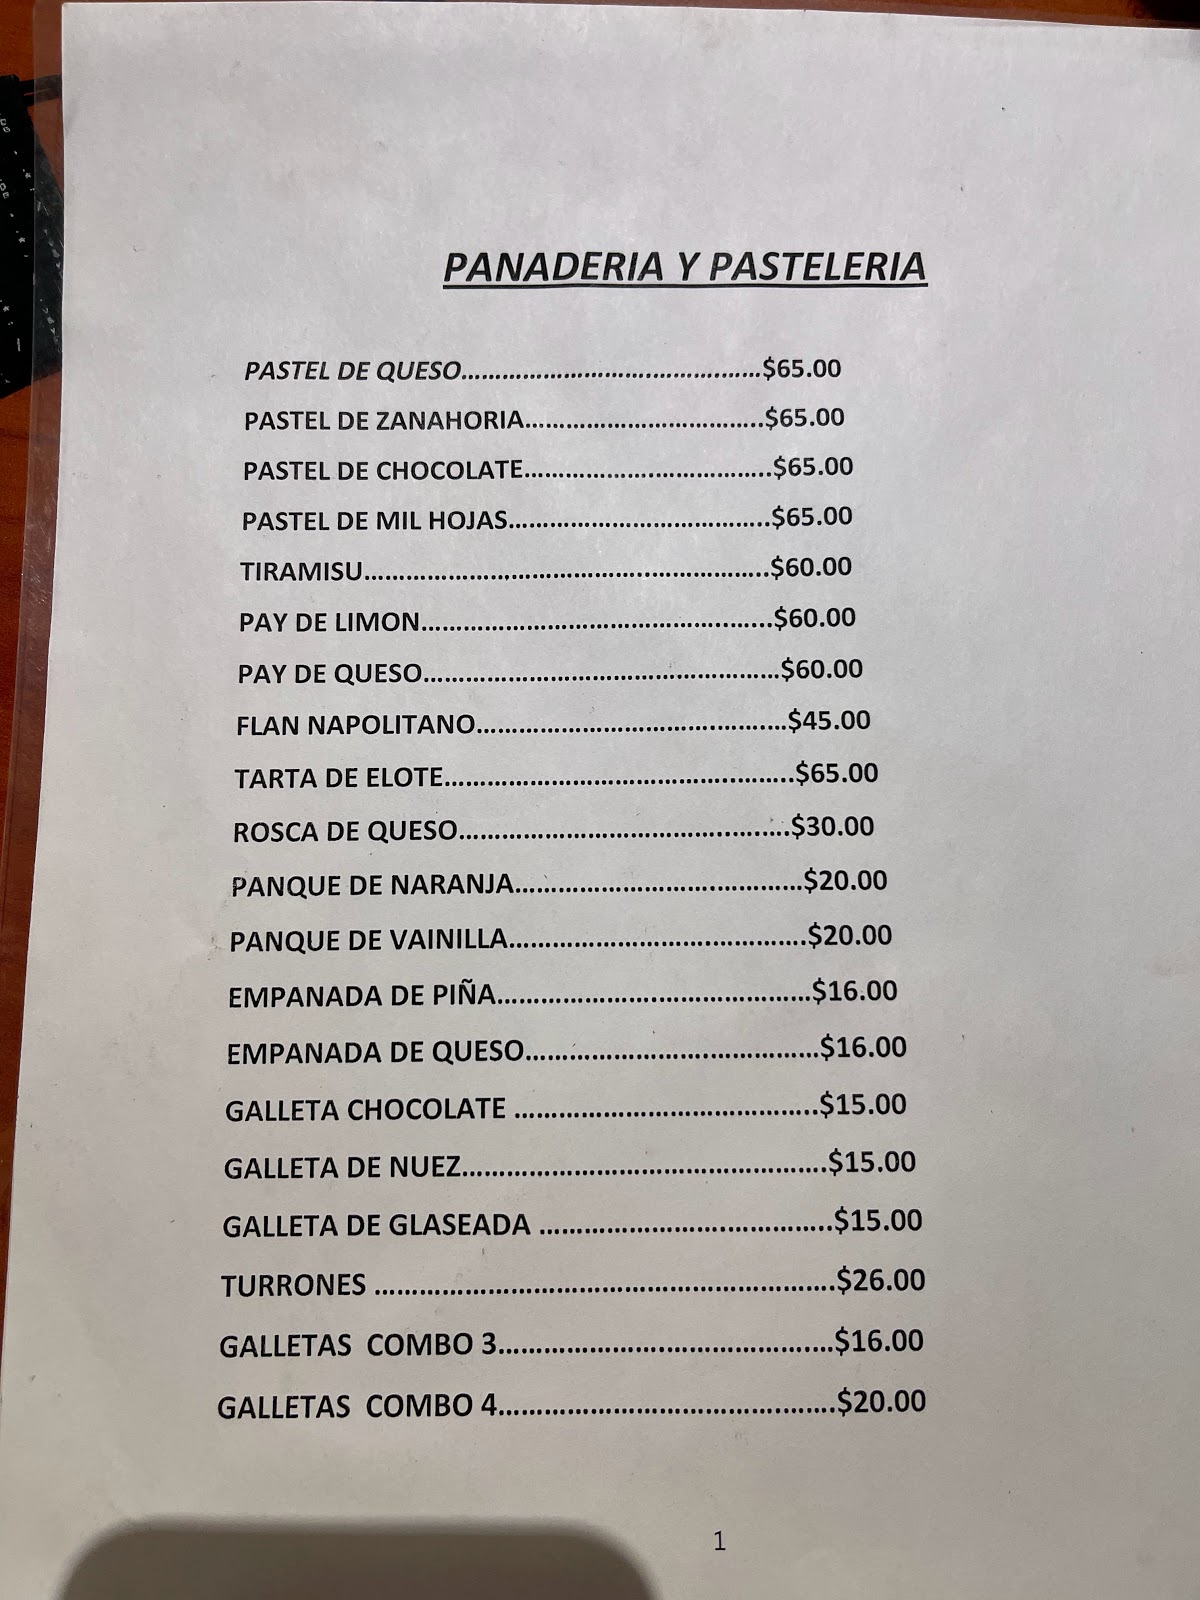 PANADERIA Y PASTELERIA
PASTEL DE QUESO..........................................$65.00
PASTEL DE ZANAHORIA.................................$65.00
PASTEL DE CHOCOLATE..................................$65.00
PASTEL DE MIL HOJAS....................................$65.00
TIRAMISU........................................................$60.00
PAY DE LIMON.................................................$60.00
PAY DE QUESO.................................................$60.00
FLAN NAPOLITANO...........................................$45.00
TARTA DE ELOTE................................................$65.00
ROSCA DE QUESO..............................................$30.00
PANQUE DE NARANJA.......................................$20.00
PANQUE DE VAINILLA........................................$20.00
EMPANADA DE PIÑA..........................................$16.00
EMPANADA DE QUESO.......................................$16.00
GALLETA CHOCOLATE ........................................$15.00
GALLETA DE NUEZ...............................................$15.00
GALLETA DE GLASEADA ......................................$15.00
TURRONES ...........................................................$26.00
GALLETAS  COMBO 3...........................................$16.00
GALLETAS  COMBO 4...........................................$20.00
1